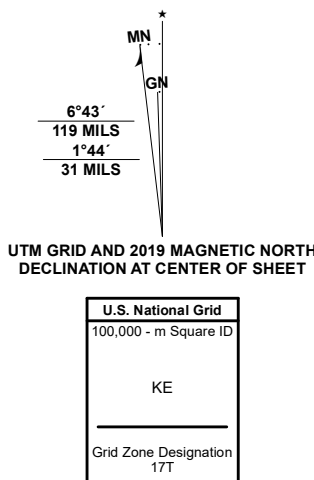 ★
MN
GN
6°43´
119 MILS
1°44´
31 MILS
UTM GRID AND 2019 MAGNETIC NORTH
DECLINATION AT CENTER OF SHEET
U.S. National Grid
100,000 - m Square ID
KE
Grid Zone Designation
17T